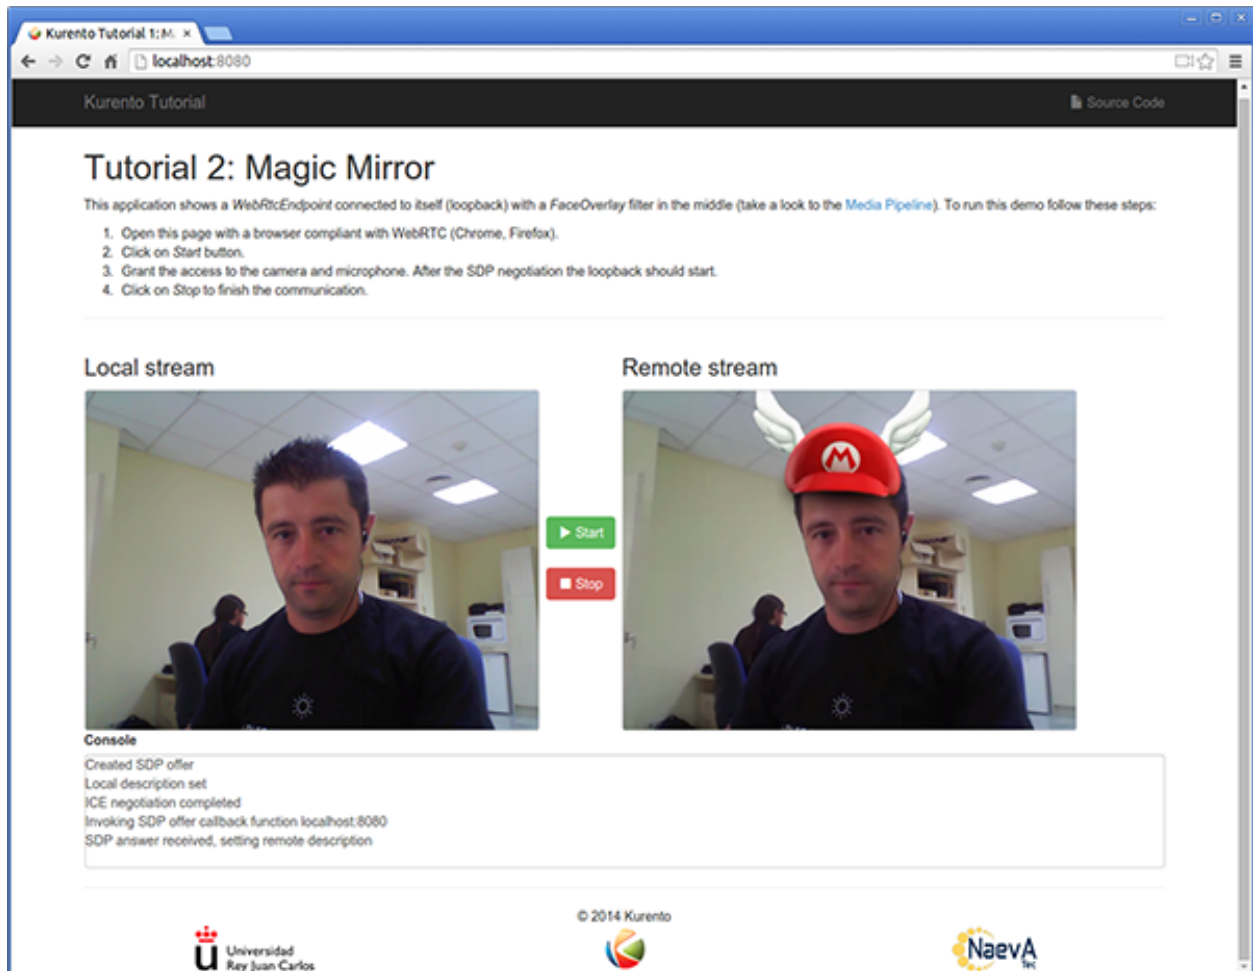 Kurento Tutorial 1: M
localhost:8080
Kurento Tutorial
Source Code
Tutorial 2: Magic Mirror
This application shows a WebRtcEndpoint connected to itself (loopback) with a FaceOverlay filter in the middle (take a look to the Media Pipeline). To run this demo follow these steps:
1. Open this page with a browser compliant with WebRTC (Chrome, Firefox).
2. Click on Start button.
3. Grant the access to the camera and microphone. After the SDP negotiation the loopback should start.
4. Click on Stop to finish the communication.
Local stream
Remote stream
M
Start
Stop
Console
Created SDP offer
Local description set
ICE negotiation completed
Invoking SDP offer callback function localhost:8080
SDP answer received, setting remote description
© 2014 Kurento
u Universidad
Rey Juan Carlos
NaevA
Tec